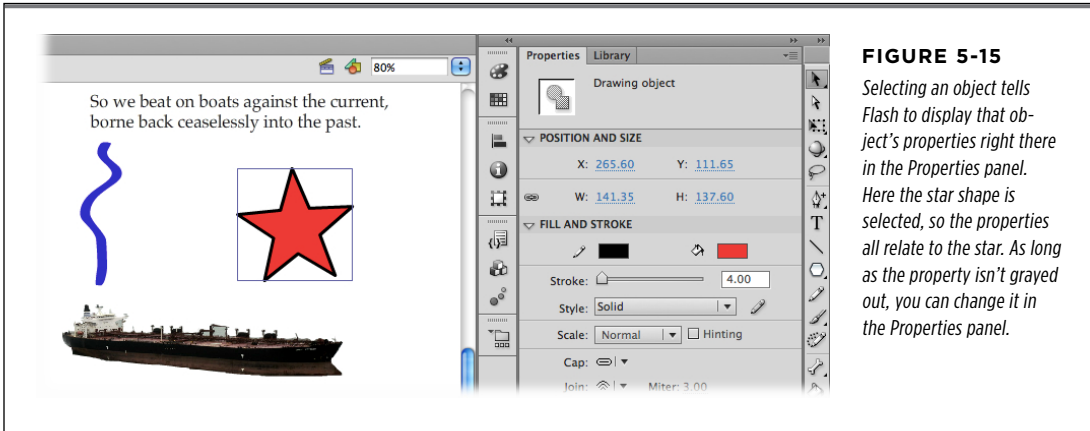 80%
So we beat on boats against the current,
borne back ceaselessly into the past.
Properties
Library
Drawing object
POSITION AND SIZE
X: 265.60 Y: 111.65
W: 141.35 H: 137.60
FILL AND STROKE
Stroke: 4.00
Style: Solid
Scale: Normal Hinting
Cap:
Join: Miter: 3.00
T
FIGURE 5-15
Selecting an object tells
Flash to display that ob-
ject's properties right there
in the Properties panel.
Here the star shape is
selected, so the properties
all relate to the star. As long
as the property isn't grayed
out, you can change it in
the Properties panel.